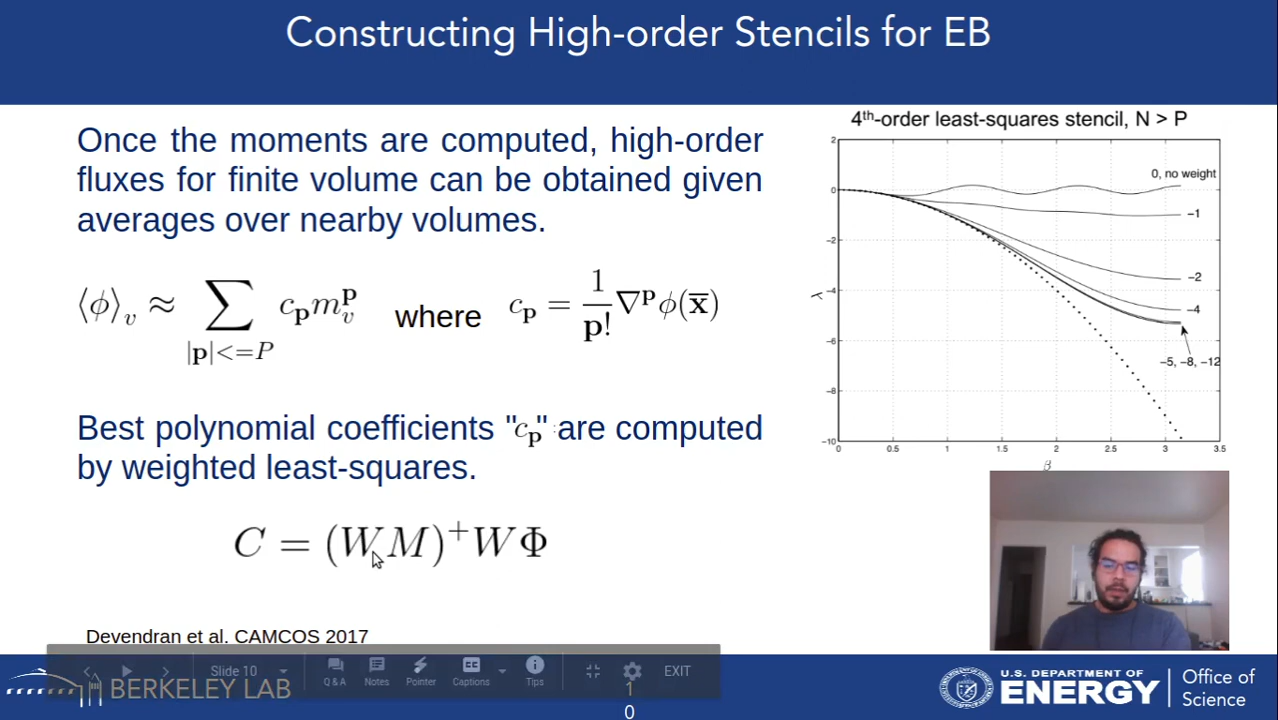 Constructing High-order Stencils for EB
Once the moments are computed, high-order
fluxes for finite volume can be obtained given
averages over nearby volumes.
⟨ϕ⟩_v ≈ ∑_{|p|<=P} c_p m_v^p where c_p = 1/p! ∇^p ϕ(x̅)
Best polynomial coefficients "c_p" are computed
by weighted least-squares.
C = (WM)^+ WΦ
Devendran et al. CAMCOS 2017
4th-order least-squares stencil, N > P
2
0
−2
−4
−6
−8
−10
λ
0, no weight
−1
−2
−4
−5, −8, −12
0 0.5 1 1.5 2 2.5 3 3.5
β
Slide 10
Q & A Notes Pointer Captions Tips EXIT
BERKELEY LAB
1
0
U.S. DEPARTMENT OF
ENERGY
Office of
Science